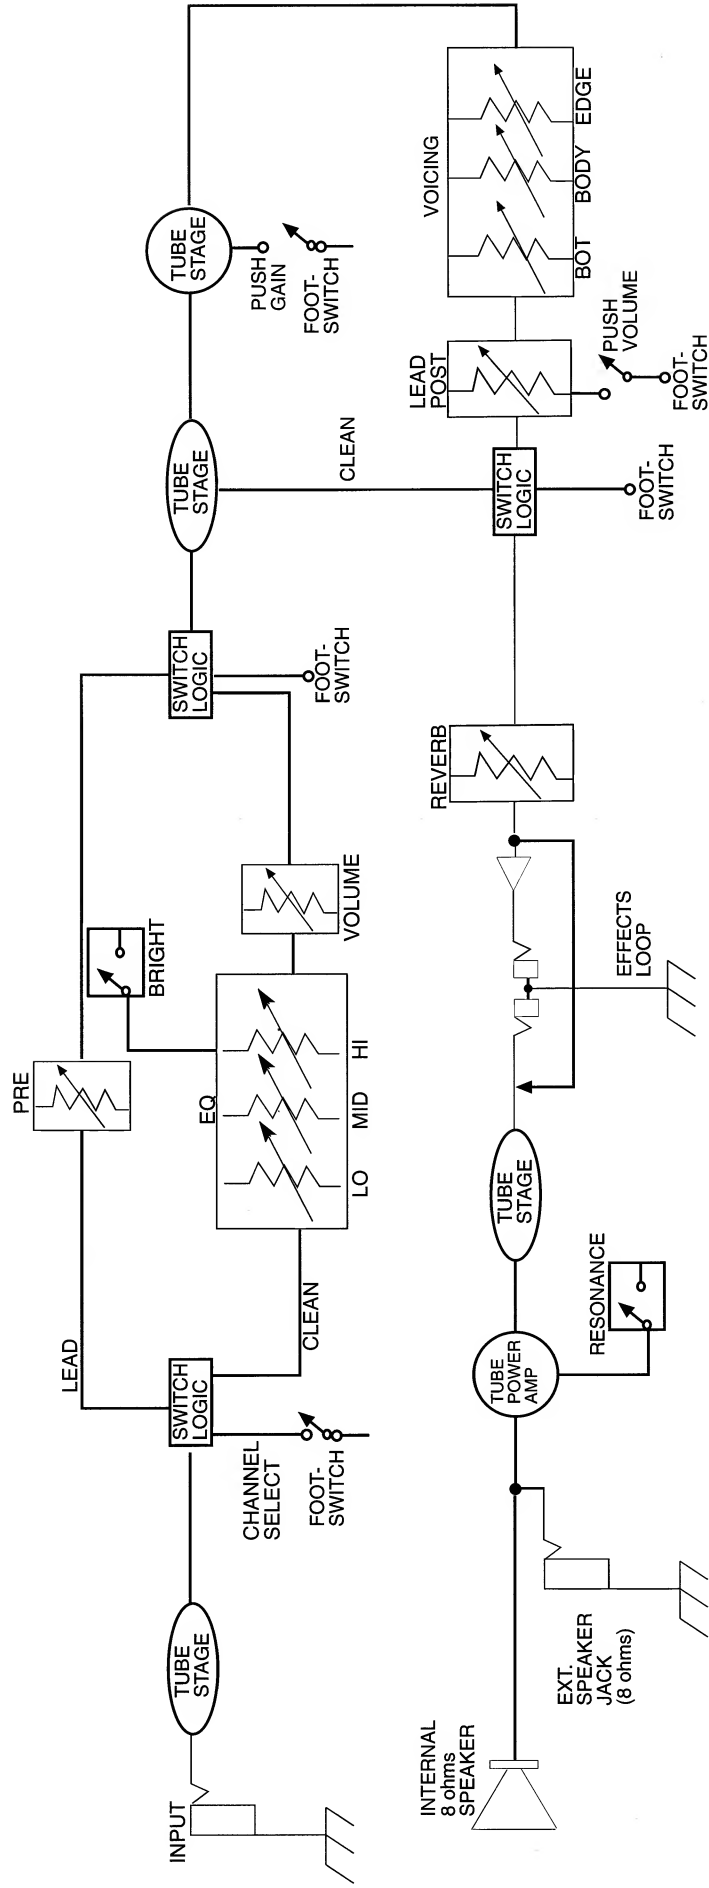 INPUT
TUBE
STAGE
SWITCH
LOGIC
LEAD
CLEAN
CHANNEL
SELECT
FOOT-
SWITCH
PRE
EQ
LO
MID
HI
BRIGHT
VOLUME
SWITCH
LOGIC
FOOT-
SWITCH
TUBE
STAGE
CLEAN
TUBE
STAGE
PUSH
GAIN
FOOT-
SWITCH
INTERNAL
8 ohms
SPEAKER
EXT.
SPEAKER
JACK
(8 ohms)
TUBE
POWER
AMP
RESONANCE
TUBE
STAGE
EFFECTS
LOOP
REVERB
SWITCH
LOGIC
FOOT-
SWITCH
LEAD
POST
PUSH
VOLUME
FOOT-
SWITCH
VOICING
BOT
BODY
EDGE